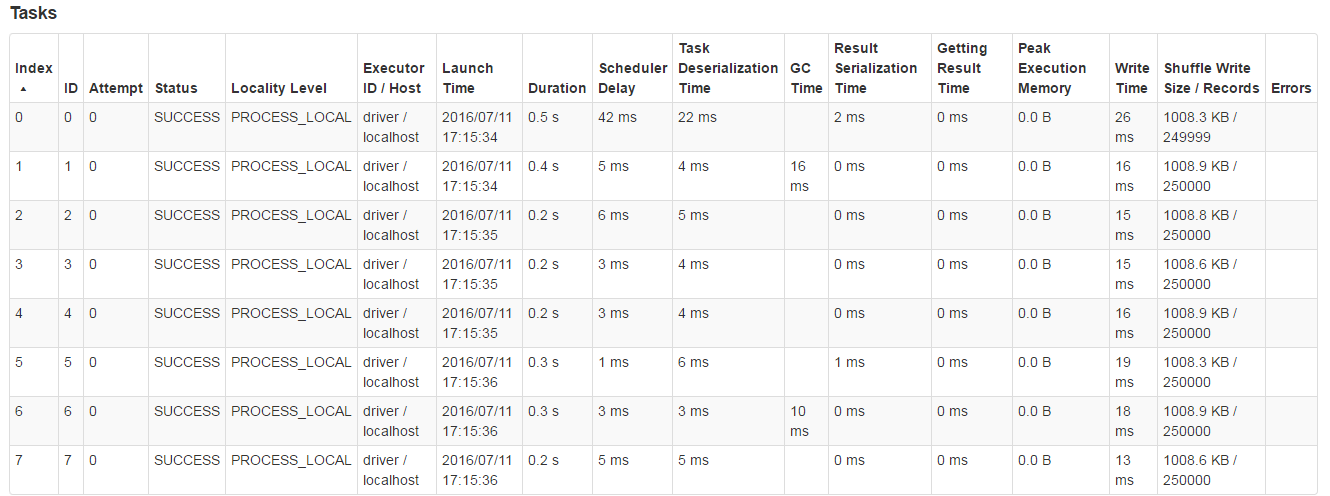 Tasks
Index ID Attempt Status Locality Level Executor ID / Host Launch Time Duration Scheduler Delay Task Deserialization Time GC Time Result Serialization Time Getting Result Time Peak Execution Memory Write Time Shuffle Write Size / Records Errors
0 0 0 SUCCESS PROCESS_LOCAL driver / localhost 2016/07/11 17:15:34 0.5 s 42 ms 22 ms 2 ms 0 ms 0.0 B 26 ms 1008.3 KB / 249999
1 1 0 SUCCESS PROCESS_LOCAL driver / localhost 2016/07/11 17:15:34 0.4 s 5 ms 4 ms 16 ms 0 ms 0 ms 0.0 B 16 ms 1008.9 KB / 250000
2 2 0 SUCCESS PROCESS_LOCAL driver / localhost 2016/07/11 17:15:35 0.2 s 6 ms 5 ms 0 ms 0 ms 0.0 B 15 ms 1008.8 KB / 250000
3 3 0 SUCCESS PROCESS_LOCAL driver / localhost 2016/07/11 17:15:35 0.2 s 3 ms 4 ms 0 ms 0 ms 0.0 B 15 ms 1008.6 KB / 250000
4 4 0 SUCCESS PROCESS_LOCAL driver / localhost 2016/07/11 17:15:35 0.2 s 3 ms 4 ms 0 ms 0 ms 0.0 B 16 ms 1008.9 KB / 250000
5 5 0 SUCCESS PROCESS_LOCAL driver / localhost 2016/07/11 17:15:36 0.3 s 1 ms 6 ms 1 ms 0 ms 0.0 B 19 ms 1008.3 KB / 250000
6 6 0 SUCCESS PROCESS_LOCAL driver / localhost 2016/07/11 17:15:36 0.3 s 3 ms 3 ms 10 ms 0 ms 0 ms 0.0 B 18 ms 1008.9 KB / 250000
7 7 0 SUCCESS PROCESS_LOCAL driver / localhost 2016/07/11 17:15:36 0.2 s 5 ms 5 ms 0 ms 0 ms 0.0 B 13 ms 1008.6 KB / 250000